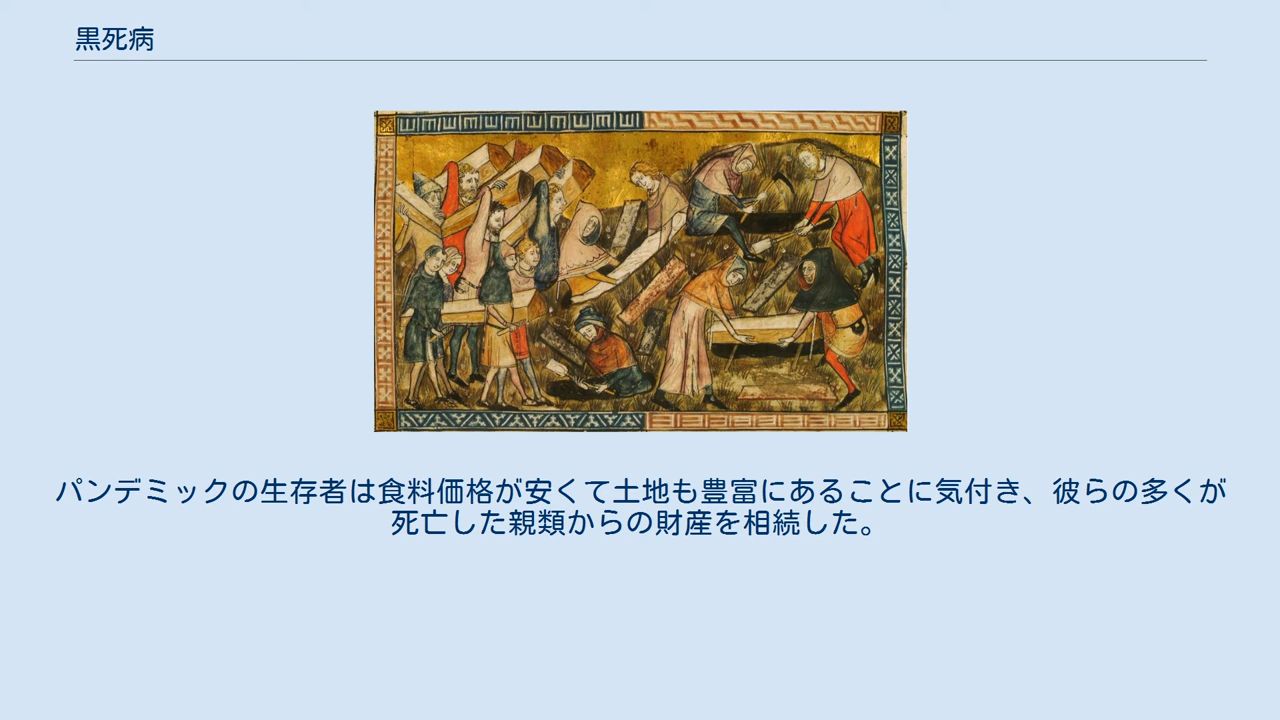 黒死病
パンデミックの生存者は食料価格が安くて土地も豊富にあることに気付き、彼らの多くが
死亡した親類からの財産を相続した。